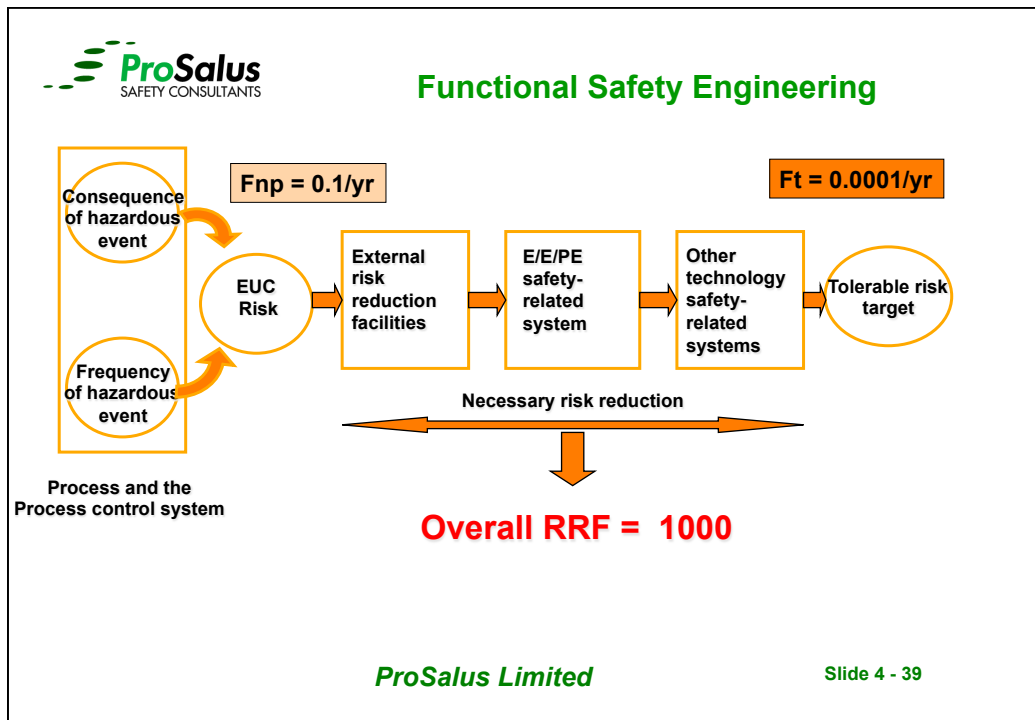 ProSalus
SAFETY CONSULTANTS
Functional Safety Engineering
Consequence
of hazardous
event
Fnp = 0.1/yr
Ft = 0.0001/yr
EUC
Risk
External
risk
reduction
facilities
E/E/PE
safety-
related
system
Other
technology
safety-
related
systems
Tolerable risk
target
Frequency
of hazardous
event
Necessary risk reduction
Process and the
Process control system
Overall RRF = 1000
ProSalus Limited
Slide 4 - 39